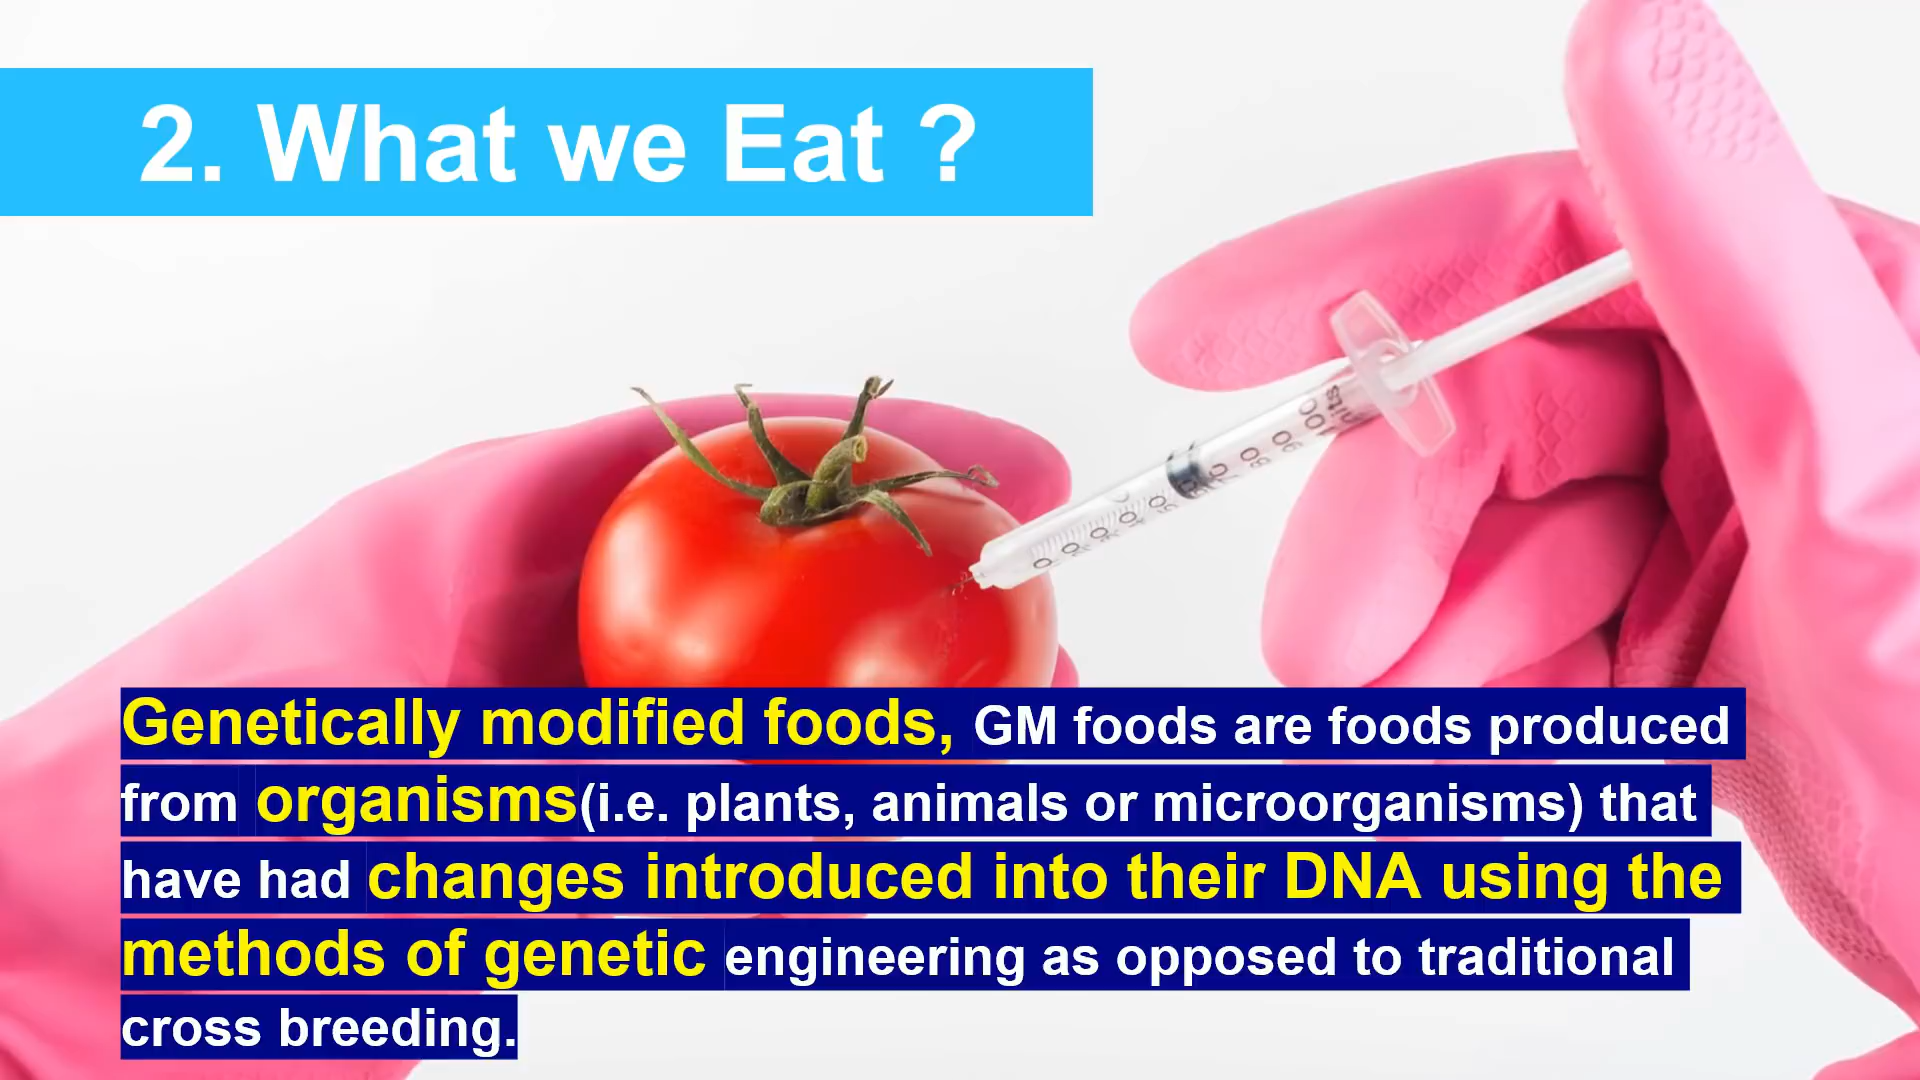 2. What we Eat ?
Genetically modified foods, GM foods are foods produced
from organisms(i.e. plants, animals or microorganisms) that
have had changes introduced into their DNA using the
methods of genetic engineering as opposed to traditional
cross breeding.